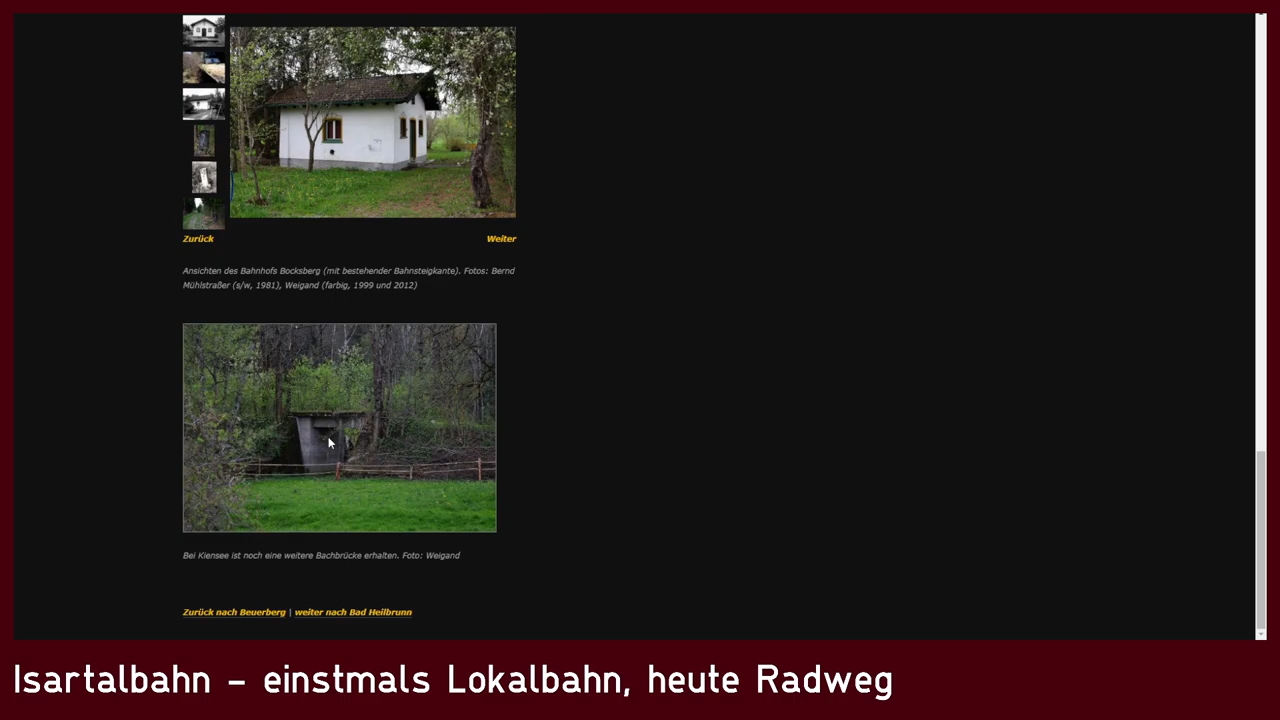 Zurück Weiter
Ansichten des Bahnhofs Bocksberg (mit bestehender Bahnsteigkante). Fotos: Bernd
Mühlstraßer (s/w, 1981), Weigand (farbig, 1999 und 2012)
Bei Kiensee ist noch eine weitere Bachbrücke erhalten. Foto: Weigand
Zurück nach Beuerberg | weiter nach Bad Heilbrunn
Isartalbahn – einstmals Lokalbahn, heute Radweg